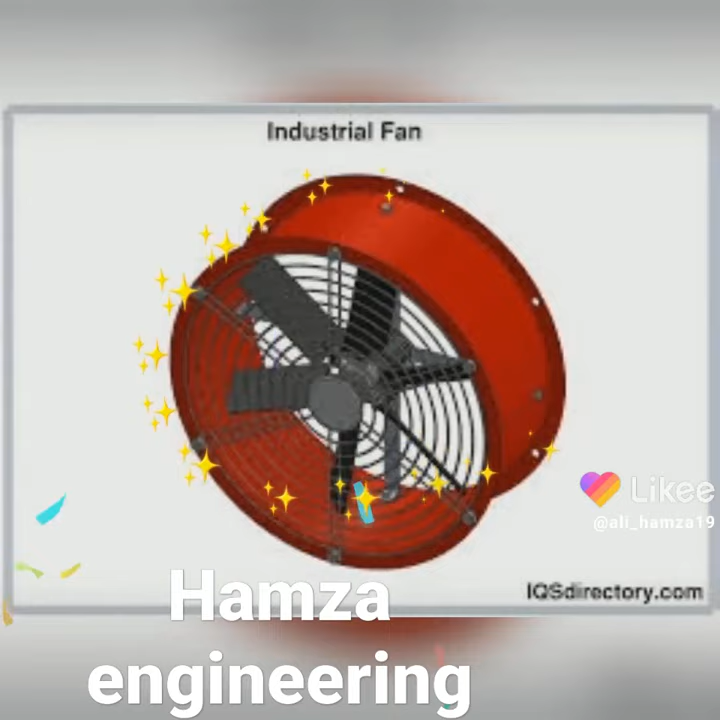 Industrial Fan
Likee
@ali_hamza19
IQSdirectory.com
Hamza
engineering